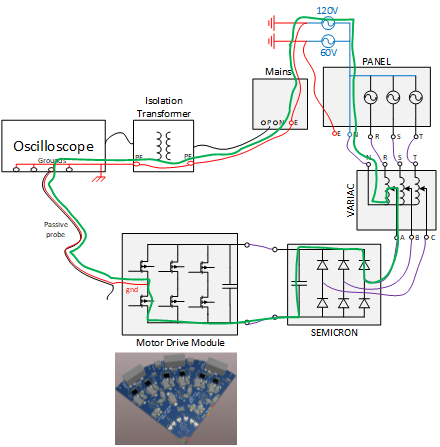 120V
60V
PANEL
Mains
P N E
E N R S T
Isolation
Transformer
Oscilloscope
Grounds
PE PE
N R S T
VARIAC
A B C
Passive
probe
gnd
Motor Drive Module
SEMICRON